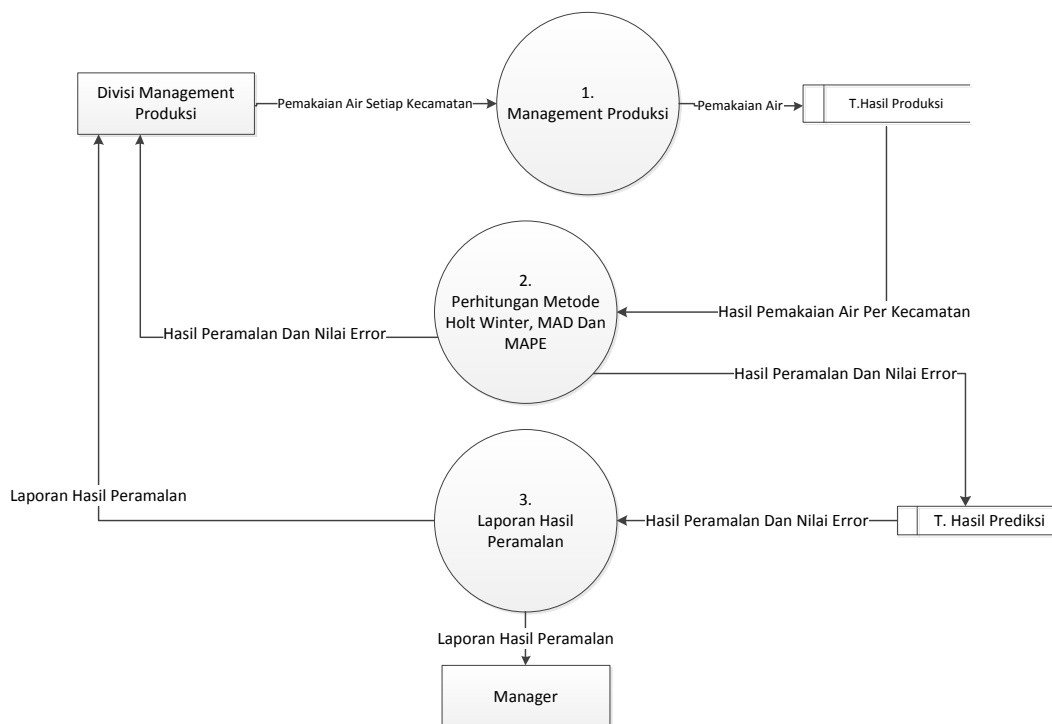 Divisi Management
Produksi
Pemakaian Air Setiap Kecamatan
1.
Management Produksi
Pemakaian Air
T.Hasil Produksi
2.
Perhitungan Metode
Holt Winter, MAD Dan
MAPE
Hasil Pemakaian Air Per Kecamatan
Hasil Peramalan Dan Nilai Error
Hasil Peramalan Dan Nilai Error
Laporan Hasil Peramalan
3.
Laporan Hasil
Peramalan
Hasil Peramalan Dan Nilai Error
T. Hasil Prediksi
Laporan Hasil Peramalan
Manager